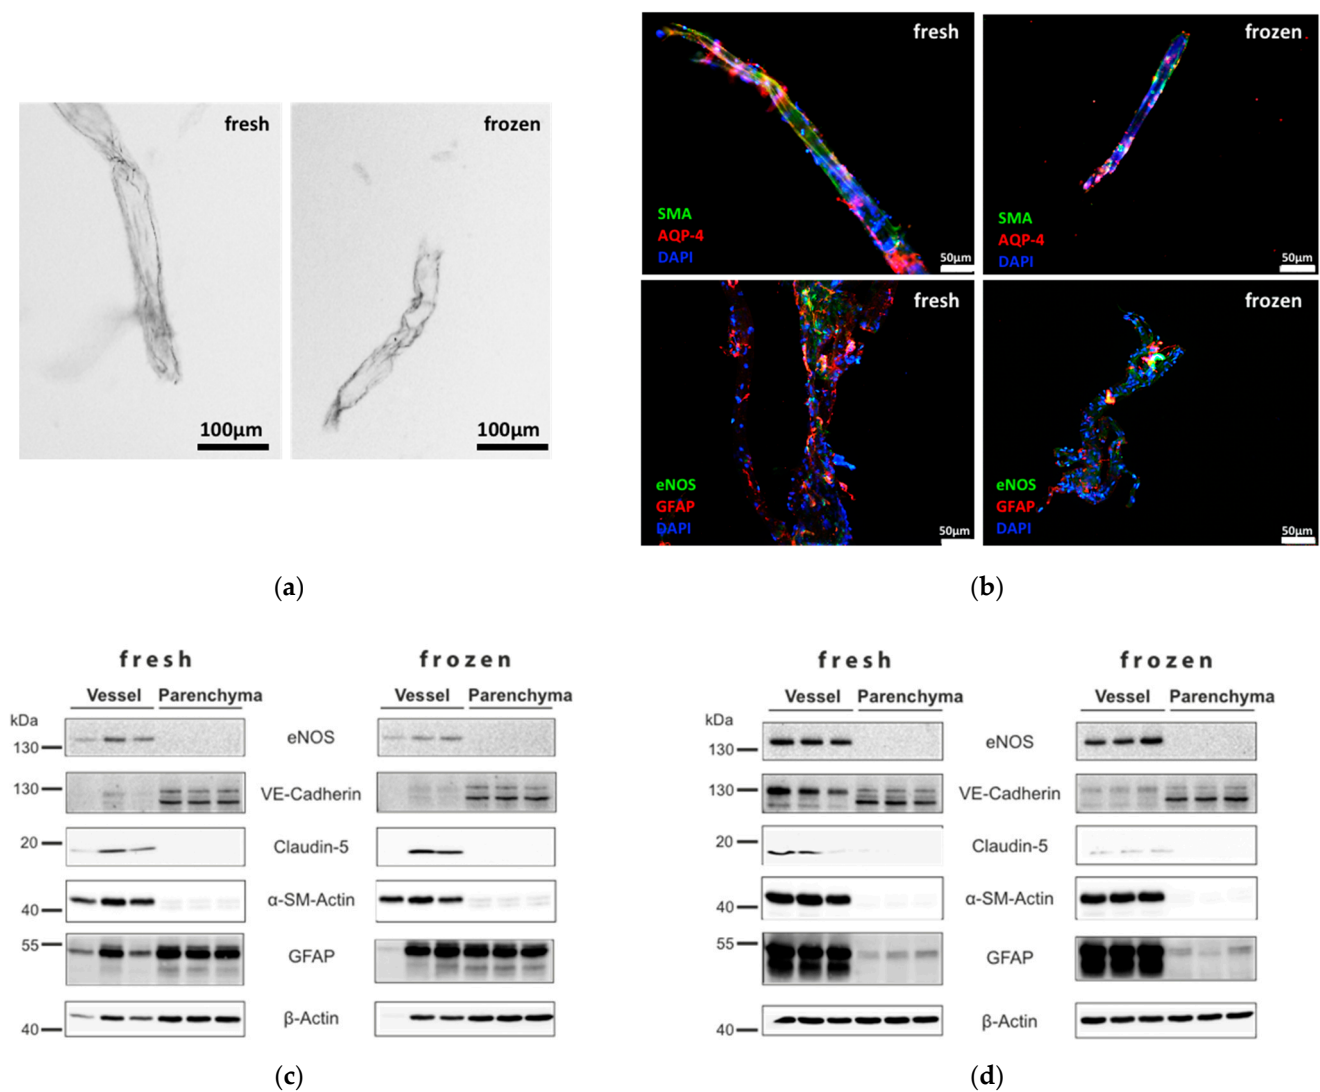 fresh
frozen
100µm
100µm
(a)
fresh
SMA
AQP-4
DAPI
50µm
frozen
SMA
AQP-4
DAPI
50µm
fresh
eNOS
GFAP
DAPI
50µm
frozen
eNOS
GFAP
DAPI
50µm
(b)
fresh frozen
Vessel Parenchyma Vessel Parenchyma
kDa
130 eNOS
130 VE-Cadherin
20 Claudin-5
40 α-SM-Actin
55 GFAP
40 β-Actin
(c)
fresh frozen
Vessel Parenchyma Vessel Parenchyma
kDa
130 eNOS
130 VE-Cadherin
20 Claudin-5
40 α-SM-Actin
55 GFAP
40 β-Actin
(d)